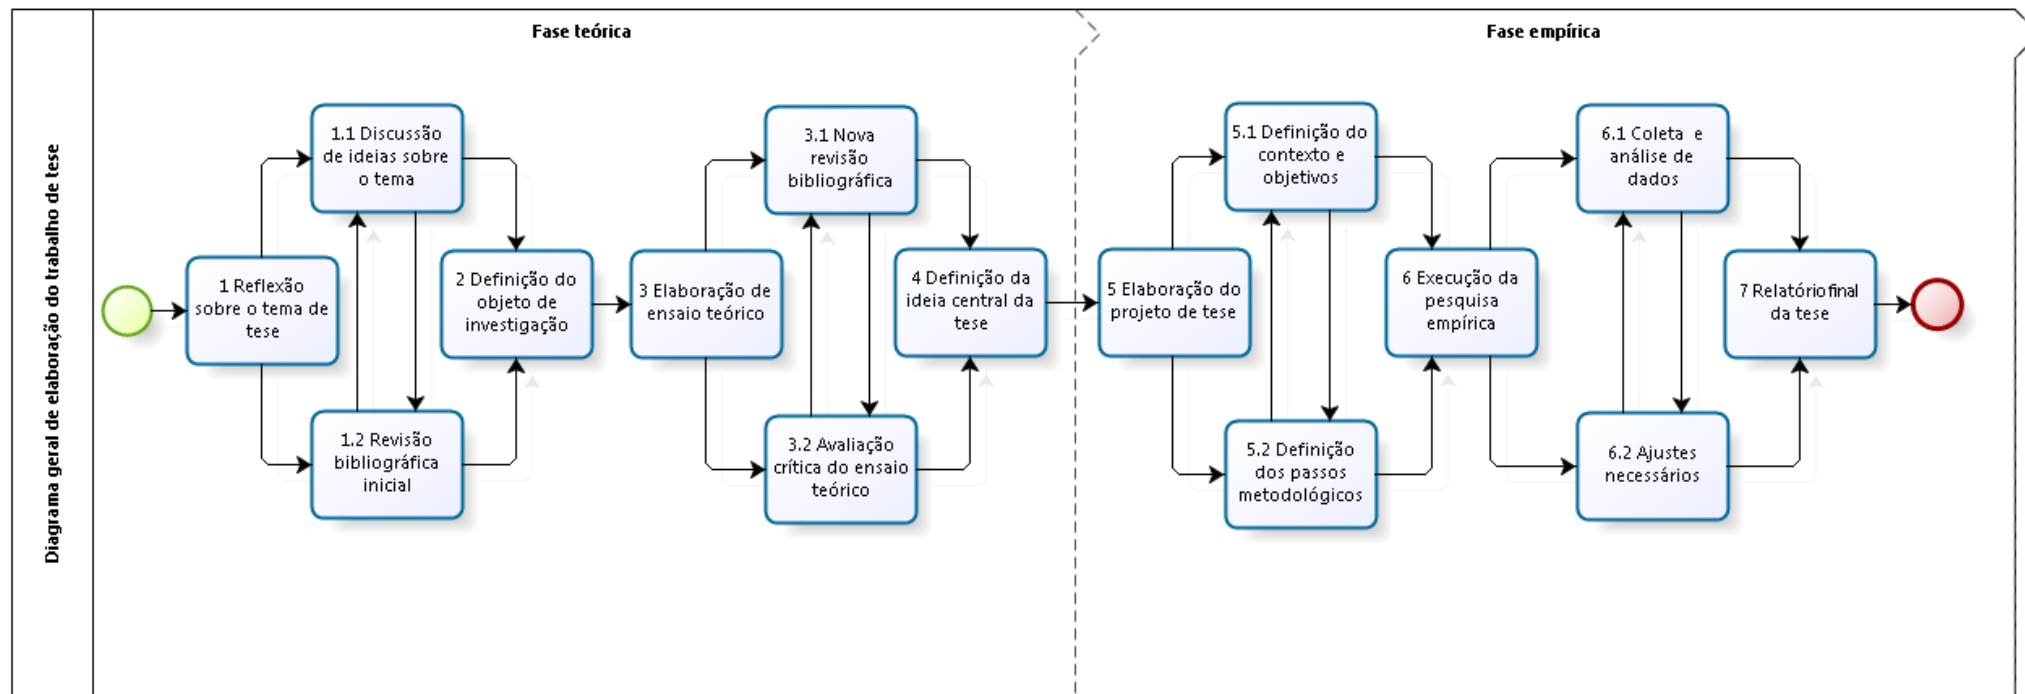 Diagrama geral de elaboração do trabalho de tese
Fase teórica
Fase empírica
1 Reflexão
sobre o tema de
tese
1.1 Discussão
de ideias sobre
o tema
1.2 Revisão
bibliográfica
inicial
2 Definição do
objeto de
investigação
3 Elaboração de
ensaio teórico
3.1 Nova
revisão
bibliográfica
3.2 Avaliação
crítica do ensaio
teórico
4 Definição da
ideia central da
tese
5 Elaboração do
projeto de tese
5.1 Definição do
contexto e
objetivos
5.2 Definição
dos passos
metodológicos
6 Execução da
pesquisa
empírica
6.1 Coleta e
análise de
dados
6.2 Ajustes
necessários
7 Relatório final
da tese